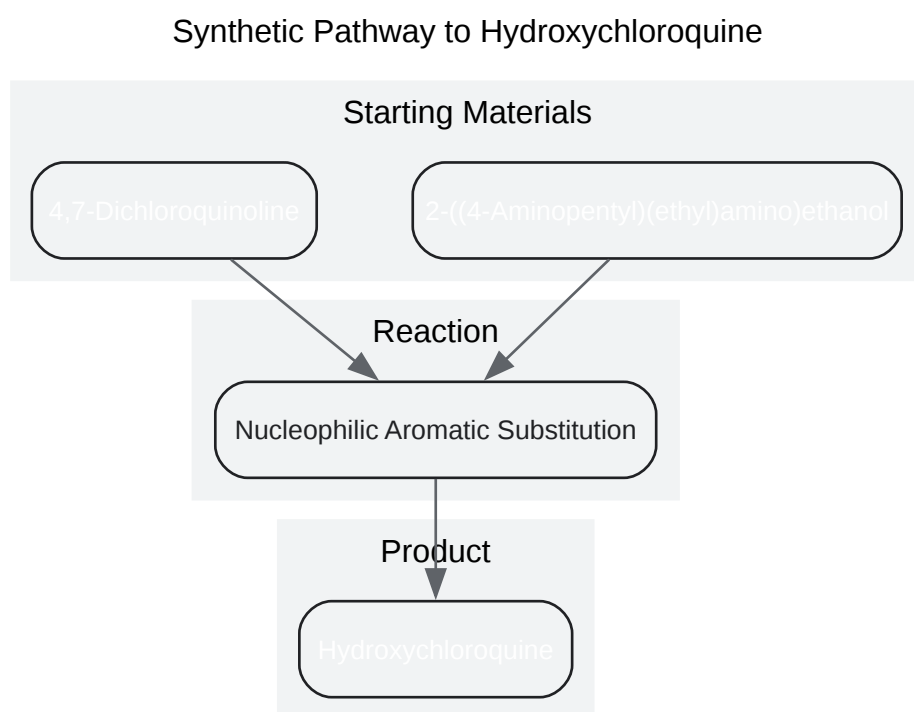 Synthetic Pathway to Hydroxychloroquine
Starting Materials
4,7-Dichloroquinoline
2-((4-Aminopentyl)(ethyl)amino)ethanol
Reaction
Nucleophilic Aromatic Substitution
Product
Hydroxychloroquine